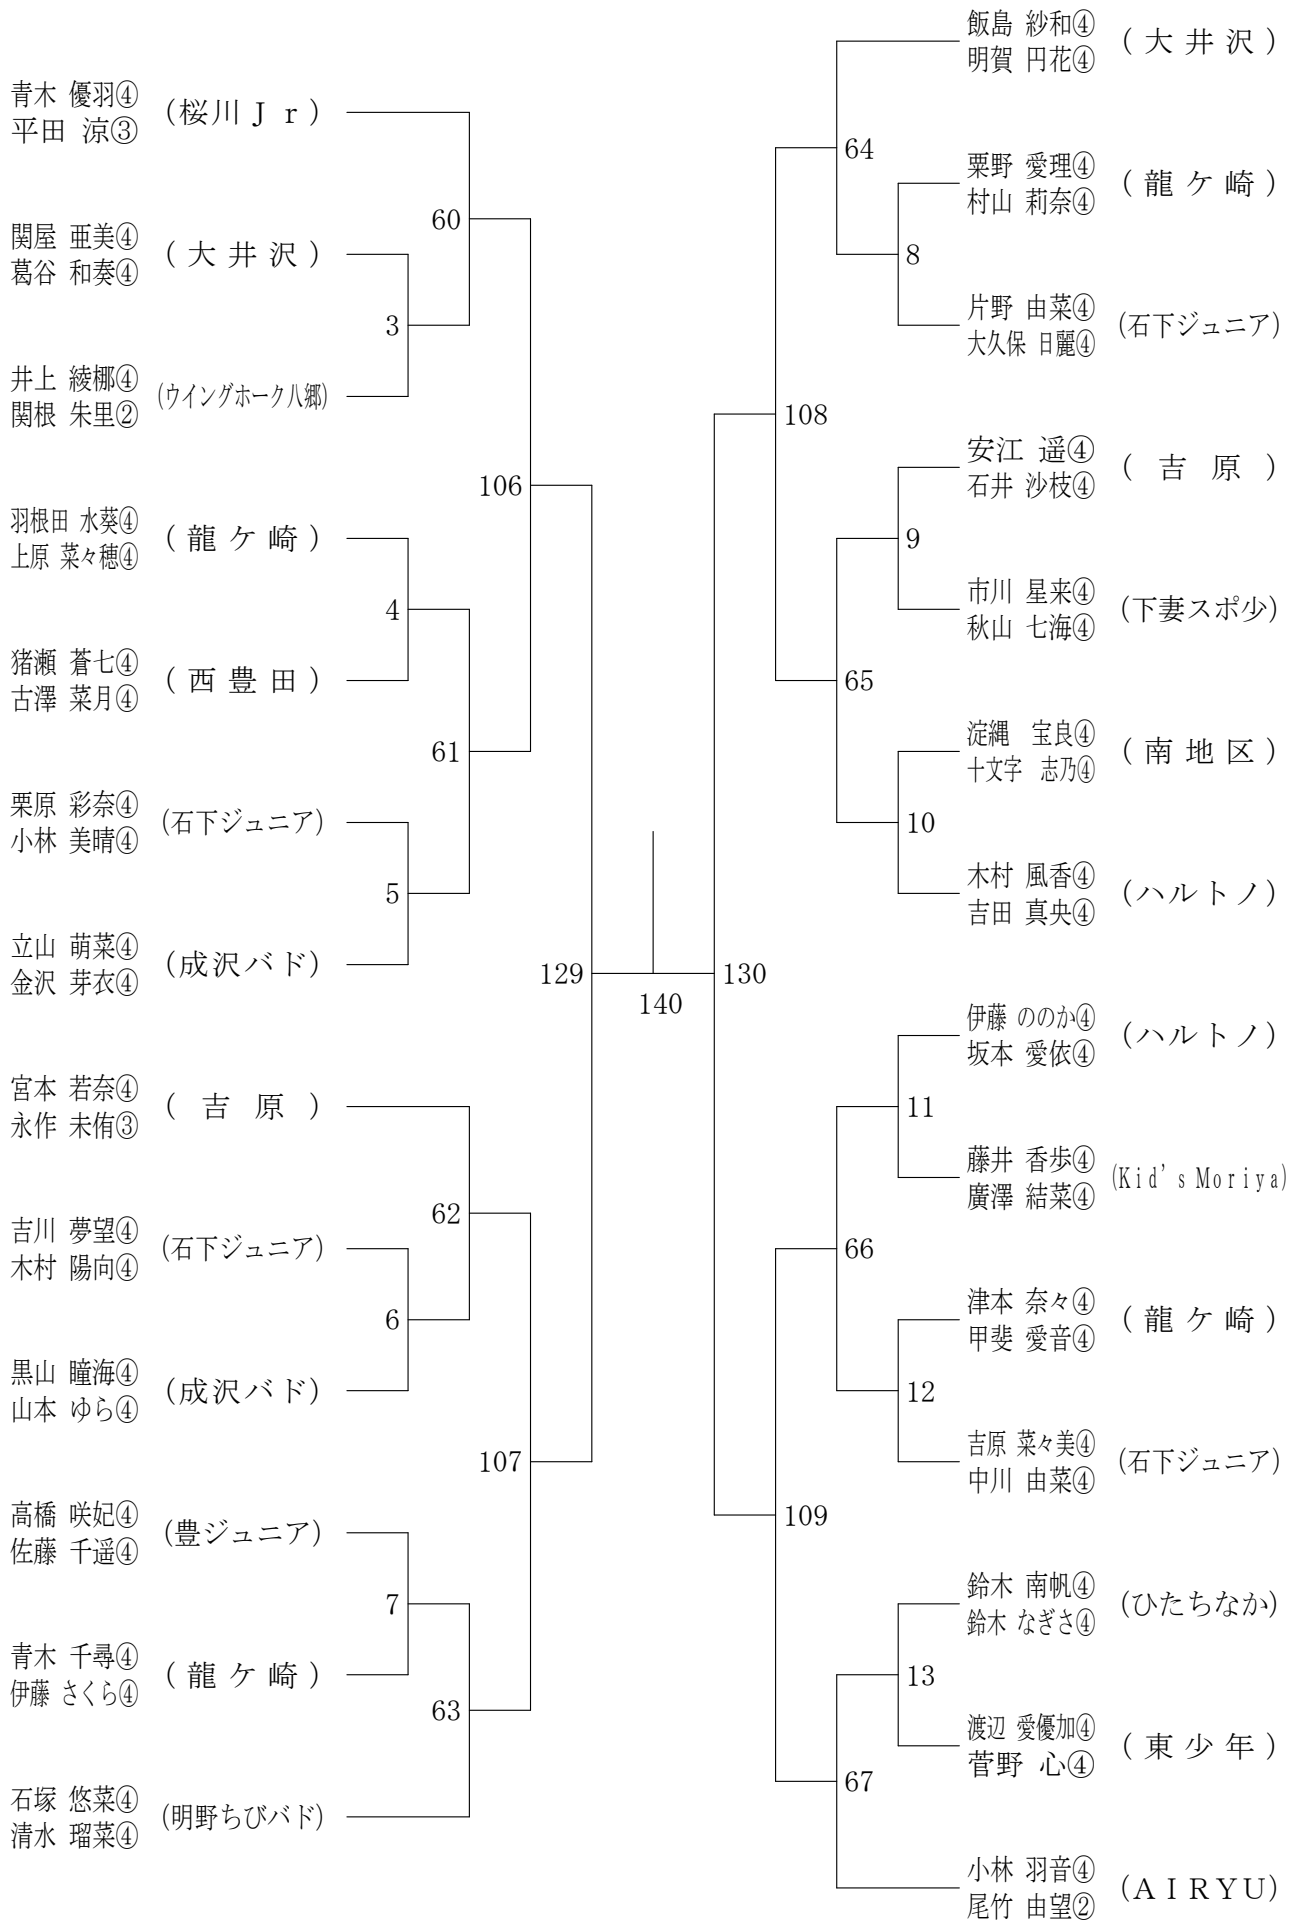 青木 優羽④
平田 涼③
(桜川Ｊｒ)
関屋 亜美④
葛谷 和奏④
(大井沢)
井上 綾梛④
関根 朱里②
(ウイングホーク八郷)
羽根田 水葵④
上原 菜々穂④
(龍ケ崎)
猪瀬 蒼七④
古澤 菜月④
(西豊田)
栗原 彩奈④
小林 美晴④
(石下ジュニア)
立山 萌菜④
金沢 芽衣④
(成沢バド)
宮本 若奈④
永作 未侑③
(吉原)
吉川 夢望④
木村 陽向④
(石下ジュニア)
黒山 瞳海④
山本 ゆら④
(成沢バド)
高橋 咲妃④
佐藤 千遥④
(豊ジュニア)
青木 千尋④
伊藤 さくら④
(龍ケ崎)
石塚 悠菜④
清水 瑠菜④
(明野ちびバド)
60
3
106
4
61
5
129
62
6
107
7
63
140
130
64
8
108
9
65
10
11
66
12
109
13
67
飯島 紗和④
明賀 円花④
(大井沢)
粟野 愛理④
村山 莉奈④
(龍ケ崎)
片野 由菜④
大久保 日麗④
(石下ジュニア)
安江 遥④
石井 沙枝④
(吉原)
市川 星来④
秋山 七海④
(下妻スポ少)
淀縄 宝良④
十文字 志乃④
(南地区)
木村 風香④
吉田 真央④
(ハルトノ)
伊藤 ののか④
坂本 愛依④
(ハルトノ)
藤井 香歩④
廣澤 結菜④
(Kid's Moriya)
津本 奈々④
甲斐 愛音④
(龍ケ崎)
吉原 菜々美④
中川 由菜④
(石下ジュニア)
鈴木 南帆④
鈴木 なぎさ④
(ひたちなか)
渡辺 愛優加④
菅野 心④
(東少年)
小林 羽音④
尾竹 由望②
(ＡＩＲＹＵ)